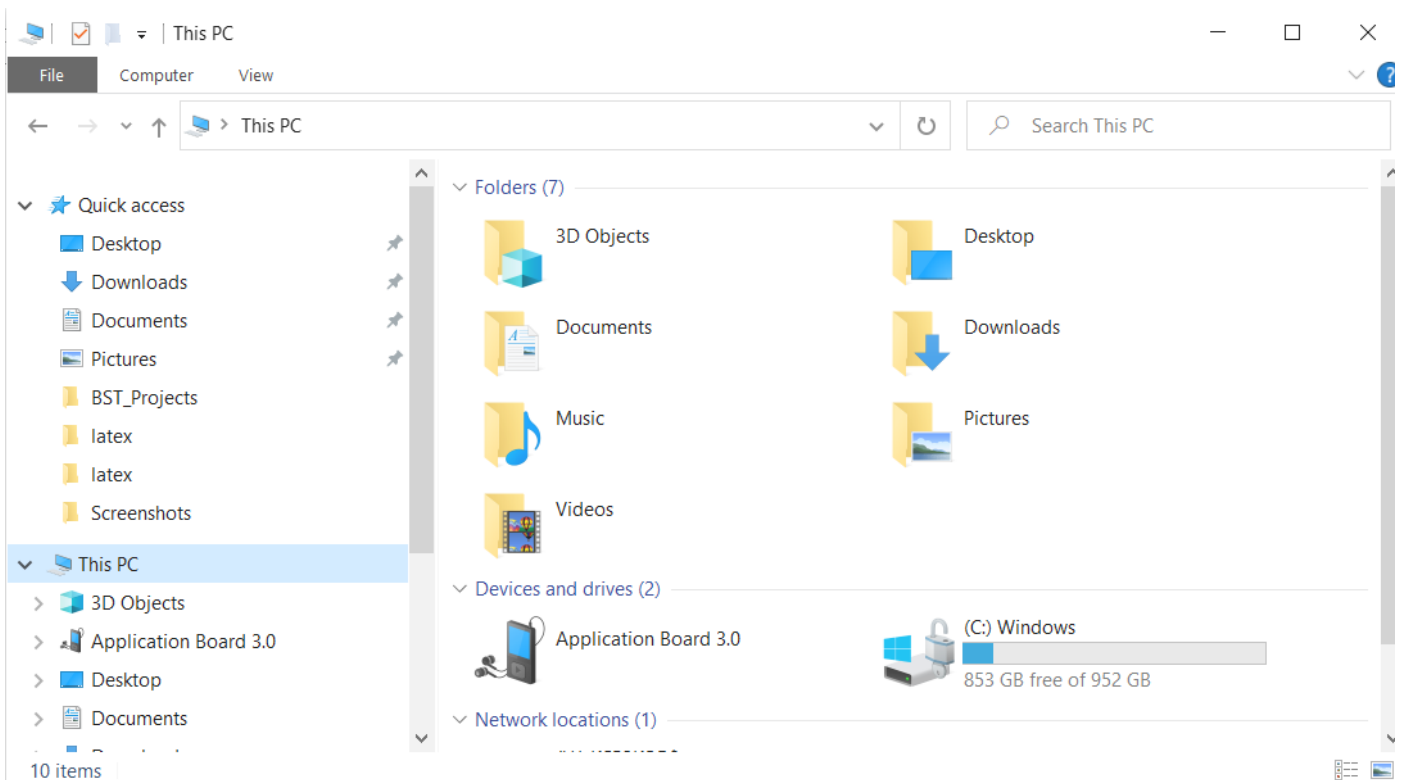 This PC
File Computer View
This PC
Search This PC
Quick access
Desktop
Downloads
Documents
Pictures
BST_Projects
latex
latex
Screenshots
This PC
3D Objects
Application Board 3.0
Desktop
Documents
Folders (7)
3D Objects
Desktop
Documents
Downloads
Music
Pictures
Videos
Devices and drives (2)
Application Board 3.0
(C:) Windows
853 GB free of 952 GB
Network locations (1)
10 items